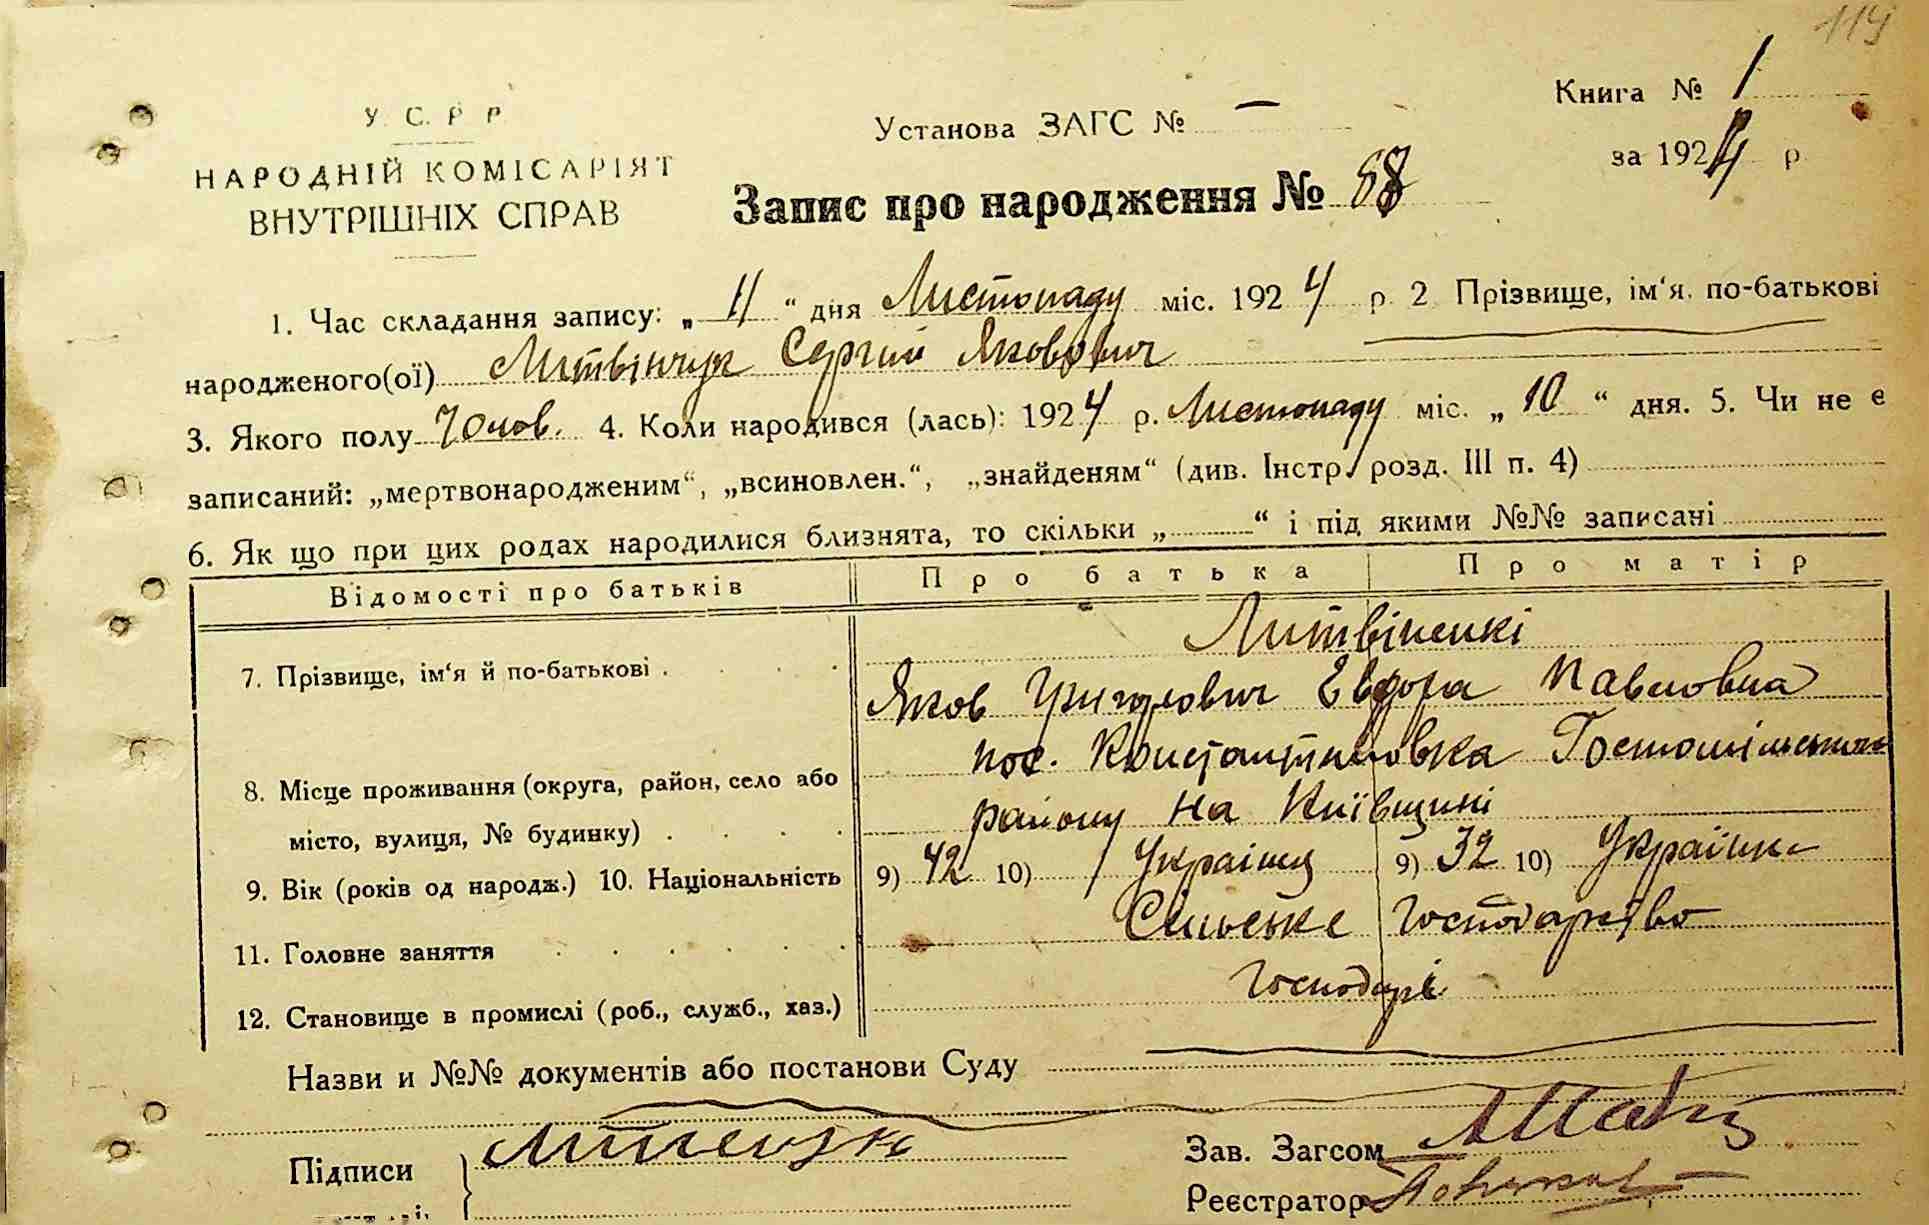 119
У. С. Р. Р.
НАРОДНІЙ КОМІСАРІЯТ
ВНУТРІШНІХ СПРАВ
Установа ЗАГС № —
Книга № 1
за 1924 р.
Запис про народження № 68
1. Час складання запису: „ 11 “ дня Листопаду міс. 1924 р. 2 Прізвище, ім‘я, по-батькові
народженого(ої) Литвінчук Сергій Якович
3. Якого полу Чолов. 4. Коли народився (лась): 1924 р. Листопаду міс. „ 10 “ дня. 5. Чи не є
записаний: „мертвонародженим“, „всиновлен.“, „знайденям“ (див. Інстр. розд. III п. 4)
6. Як що при цих родах народилися близнята, то скільки „ “ і під якими №№ записані
Відомості про батьків Про батька Про матір
Литвіненкі
7. Прізвище, ім‘я й по-батькові Яков Григорович Евдора Павловна
пос. Константиновка
8. Місце проживання (округа, район, село або
місто, вулиця, № будинку) району на Київщині
9. Вік (років од народж.) 10. Національність 9) 42 10) Українц 9) 32 10) Українка
Сільське Господарство
11. Головне заняття
Господарі
12. Становище в промислі (роб., служб., хаз.)
Назви и №№ документів або постанови Суду
Підписи
Зав. Загсом
Реєстратор